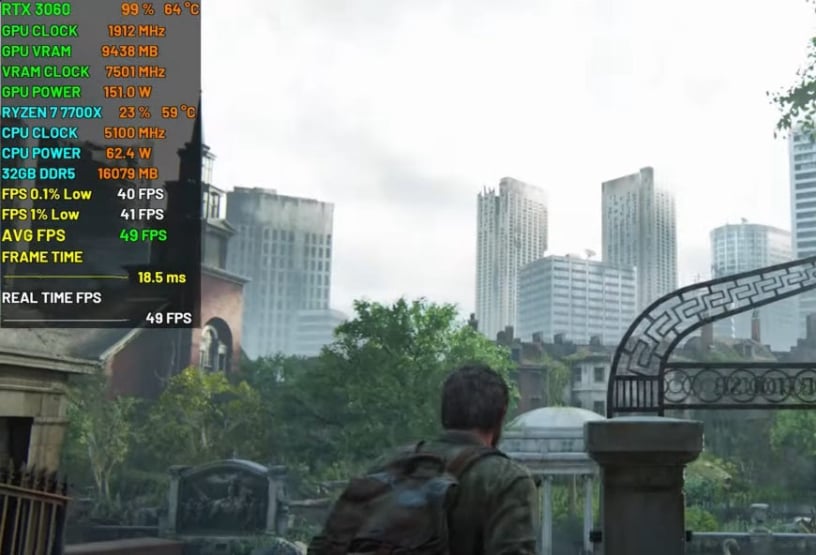 RTX 3060 99 % 64 °C
GPU CLOCK 1912 MHz
GPU VRAM 9438 MB
VRAM CLOCK 7501 MHz
GPU POWER 151.0 W
RYZEN 7 7700X 23 % 59 °C
CPU CLOCK 5100 MHz
CPU POWER 62.4 W
32GB DDR5 16079 MB
FPS 0.1% Low 40 FPS
FPS 1% Low 41 FPS
AVG FPS 49 FPS
FRAME TIME
18.5 ms
REAL TIME FPS
49 FPS